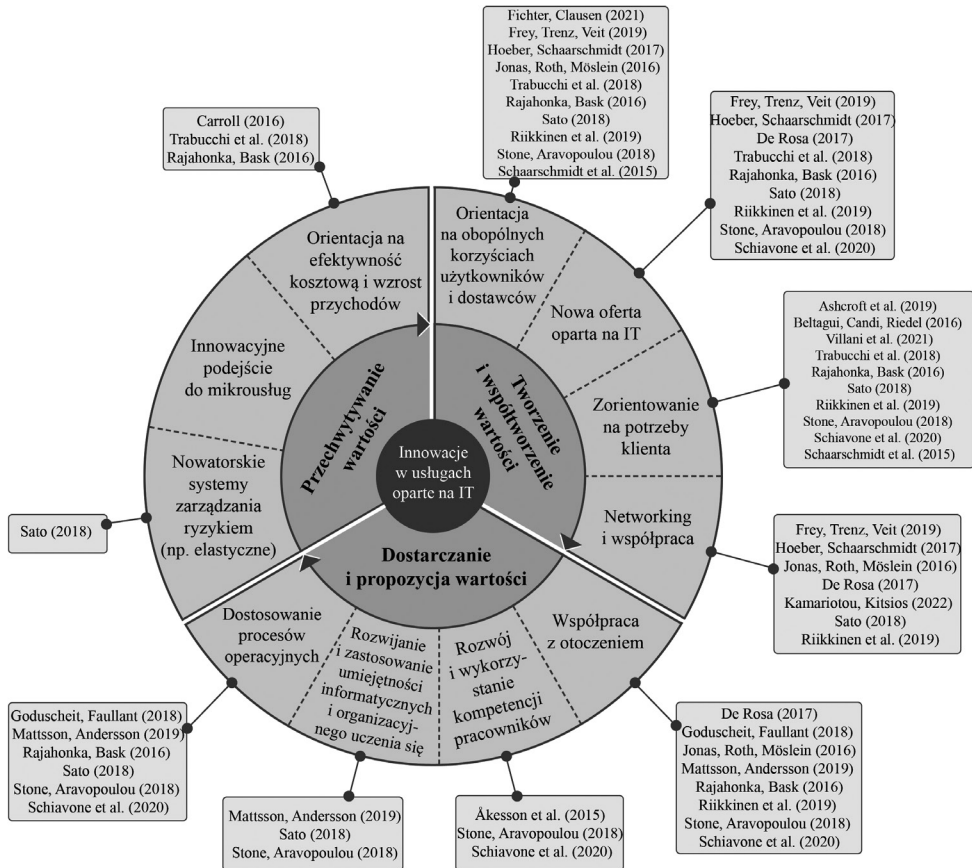 Fichter, Clausen (2021)
Frey, Trenz, Veit (2019)
Hoeber, Schaarschmidt (2017)
Jonas, Roth, Möslein (2016)
Trabucchi et al. (2018)
Rajahonka, Bask (2016)
Sato (2018)
Riikkinen et al. (2019)
Stone, Aravopoulou (2018)
Schaarschmidt et al. (2015)
Carroll (2016)
Trabucchi et al. (2018)
Rajahonka, Bask (2016)
Frey, Trenz, Veit (2019)
Hoeber, Schaarschmidt (2017)
De Rosa (2017)
Trabucchi et al. (2018)
Rajahonka, Bask (2016)
Sato (2018)
Riikkinen et al. (2019)
Stone, Aravopoulou (2018)
Schiavone et al. (2020)
Orientacja na
efektywność
kosztową i wzrost
przychodów
Orientacja
na obopólnych
korzyściach
użytkowników
i dostawców
Nowa oferta
oparta na IT
Innowacyjne
podejście
do mikrousług
Zorientowanie
na potrzeby
klienta
Ashcroft et al. (2019)
Beltagui, Candi, Riedel (2016)
Villani et al. (2021)
Trabucchi et al. (2018)
Rajahonka, Bask (2016)
Sato (2018)
Riikkinen et al. (2019)
Stone, Aravopoulou (2018)
Schiavone et al. (2020)
Schaarschmidt et al. (2015)
Przechwytywanie
wartości
Tworzenie
i współtworzenie
wartości
Innowacje
w usługach
oparte na IT
Nowatorskie
systemy
zarządzania
ryzykiem
(np. elastyczne)
Sato (2018)
Networking
i współpraca
Frey, Trenz, Veit (2019)
Hoeber, Schaarschmidt (2017)
Jonas, Roth, Möslein (2016)
De Rosa (2017)
Kamariotou, Kitsios (2022)
Sato (2018)
Riikkinen et al. (2019)
Dostarczanie
i propozycja wartości
Dostosowanie
procesów
operacyjnych
Rozwijanie
i zastosowanie
umiejętności
informatycznych
i organizacyj-
nego uczenia się
Rozwój
i wykorzy-
stanie
kompetencji
pracowników
Współpraca
z otoczeniem
Goduscheit, Faullant (2018)
Mattsson, Andersson (2019)
Rajahonka, Bask (2016)
Sato (2018)
Stone, Aravopoulou (2018)
Schiavone et al. (2020)
Mattsson, Andersson (2019)
Sato (2018)
Stone, Aravopoulou (2018)
Åkesson et al. (2015)
Stone, Aravopoulou (2018)
Schiavone et al. (2020)
De Rosa (2017)
Goduscheit, Faullant (2018)
Jonas, Roth, Möslein (2016)
Mattsson, Andersson (2019)
Rajahonka, Bask (2016)
Riikkinen et al. (2019)
Stone, Aravopoulou (2018)
Schiavone et al. (2020)